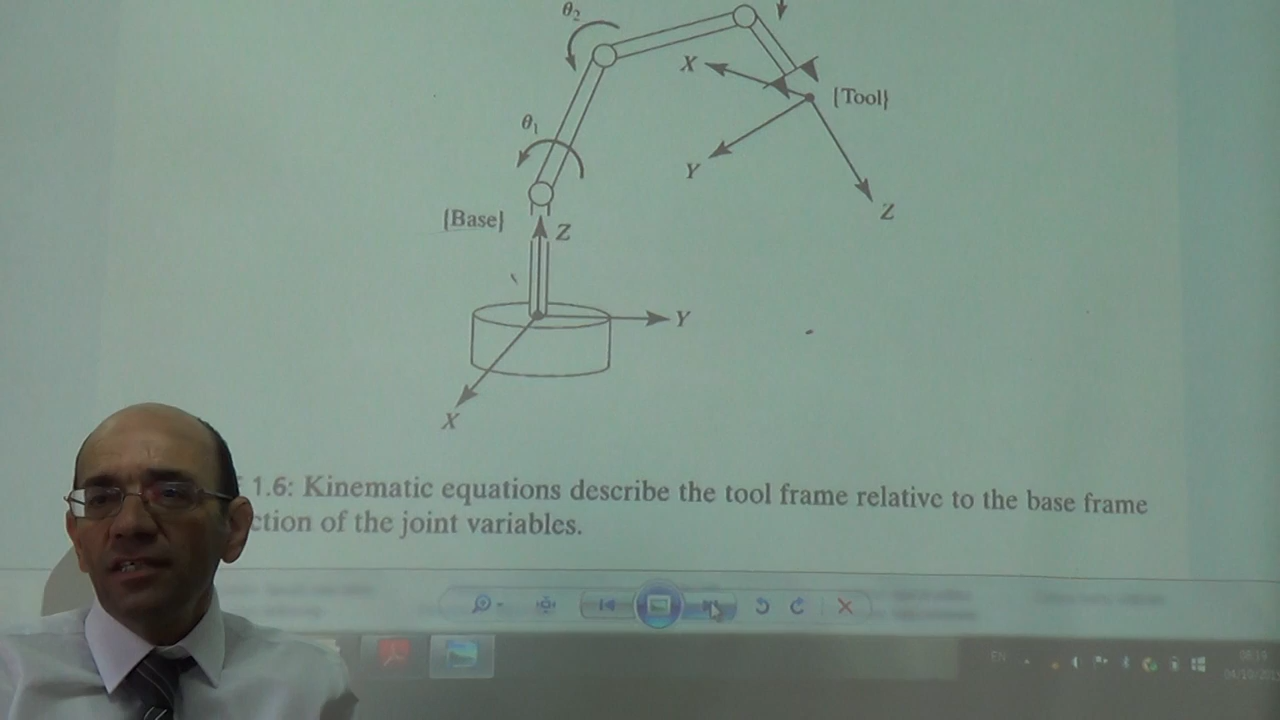 θ₂
X
{Tool}
θ₁
Y
Z
{Base}
Z
Y
X
1.6: Kinematic equations describe the tool frame relative to the base frame
ction of the joint variables.
EN